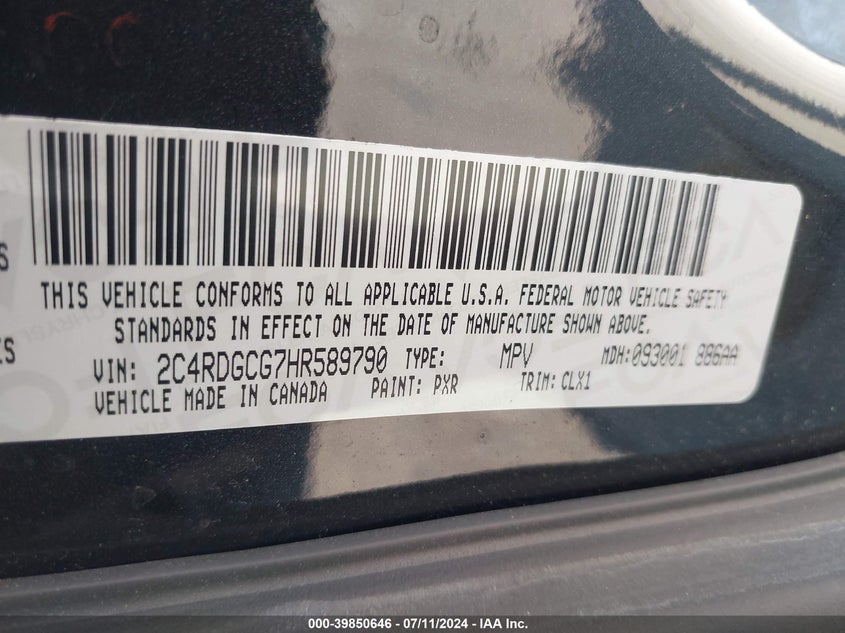 S
THIS VEHICLE CONFORMS TO ALL APPLICABLE U.S.A. FEDERAL MOTOR VEHICLE SAFETY
STANDARDS IN EFFECT ON THE DATE OF MANUFACTURE SHOWN ABOVE.
ES
VIN: 2C4RDGCG7HR589790 TYPE: MPV MDH:093001 886AA
VEHICLE MADE IN CANADA PAINT: PXR TRIM: CLX1
000-39850646 - 07/11/2024 - IAA Inc.